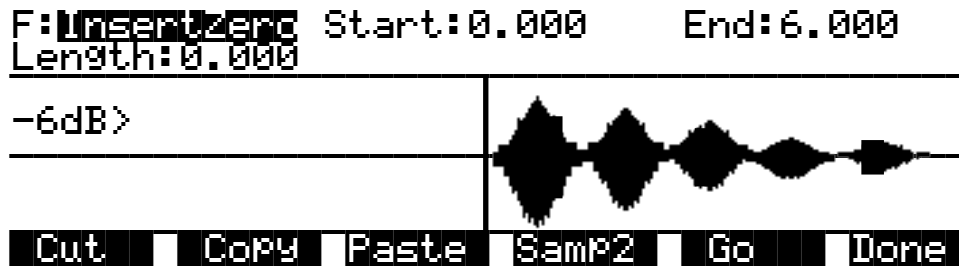 F:InsertZero Start:0.000 End:6.000
Length:0.000
-6dB>
Cut Copy Paste Samp2 Go Done